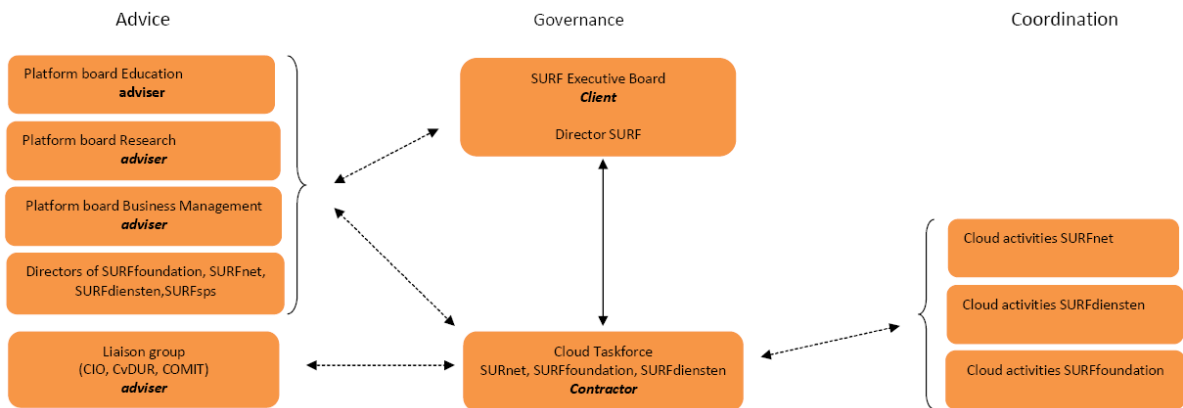 Advice
Governance
Coordination
Platform board Education
adviser
Platform board Research
adviser
Platform board Business Management
adviser
Directors of SURFfoundation, SURFnet,
SURFdiensten,SURFsps
Liaison group
(CIO, CvDUR, COMIT)
adviser
SURF Executive Board
Client
Director SURF
Cloud Taskforce
SURnet, SURFfoundation, SURFdiensten
Contractor
Cloud activities SURFnet
Cloud activities SURFdiensten
Cloud activities SURFfoundation